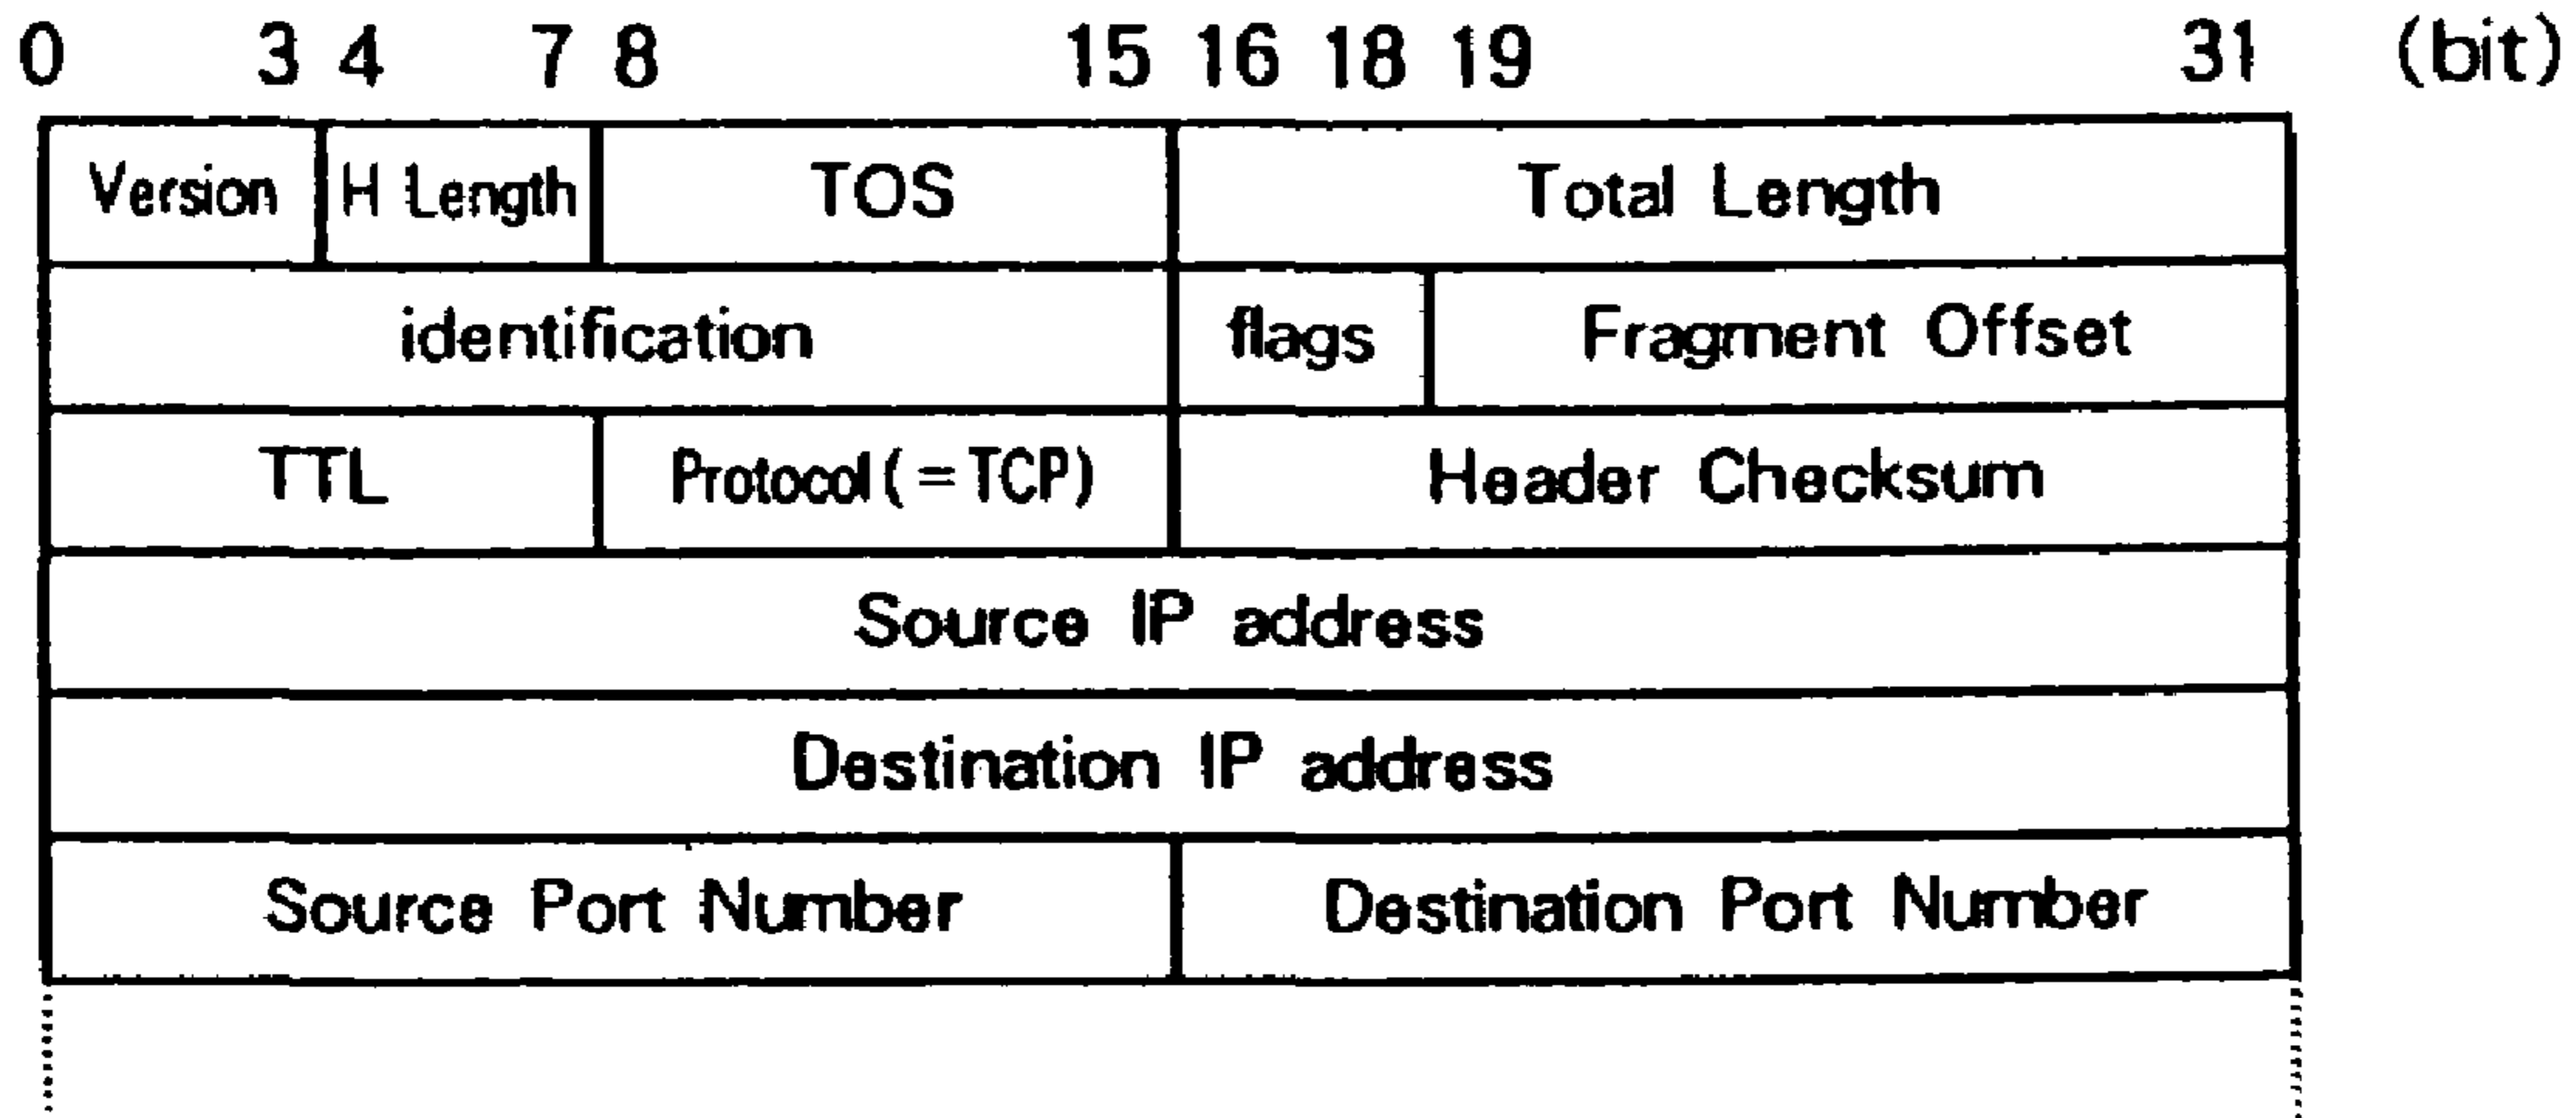 0 3 4 7 8 15 16 18 19 31 (bit)
Version H Length TOS Total Length
identification flags Fragment Offset
TTL Protocol(=TCP) Header Checksum
Source IP address
Destination IP address
Source Port Number Destination Port Number